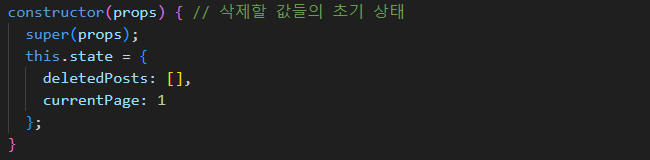 constructor(props) { // 삭제할 값들의 초기 상태
super(props);
this.state = {
deletedPosts: [],
currentPage: 1
};
}